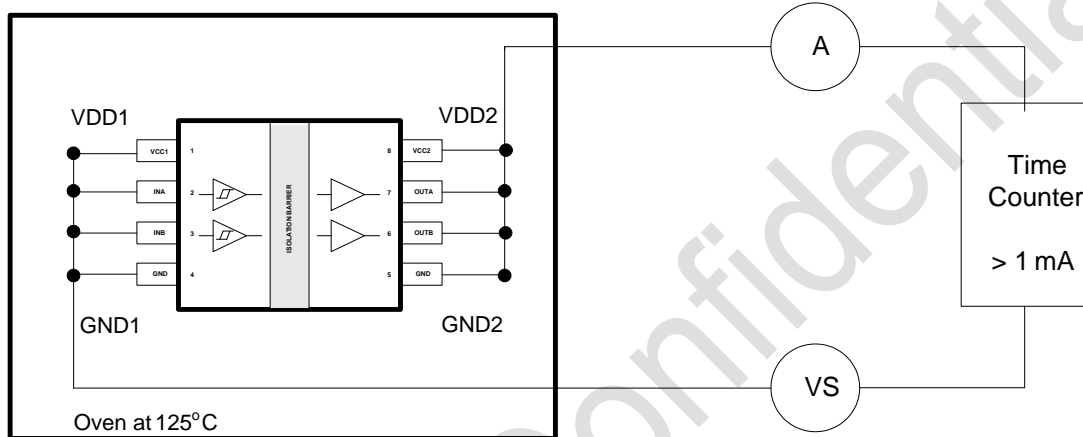 A
VDD1
VDD2
VCC1 1
8 VCC2
INA 2
7 OUTA
INB 3
6 OUTB
GND 4
5 GND
ISOLATION BARRIER
GND1
GND2
Time
Counter
> 1 mA
VS
Oven at 125°C
Confidential